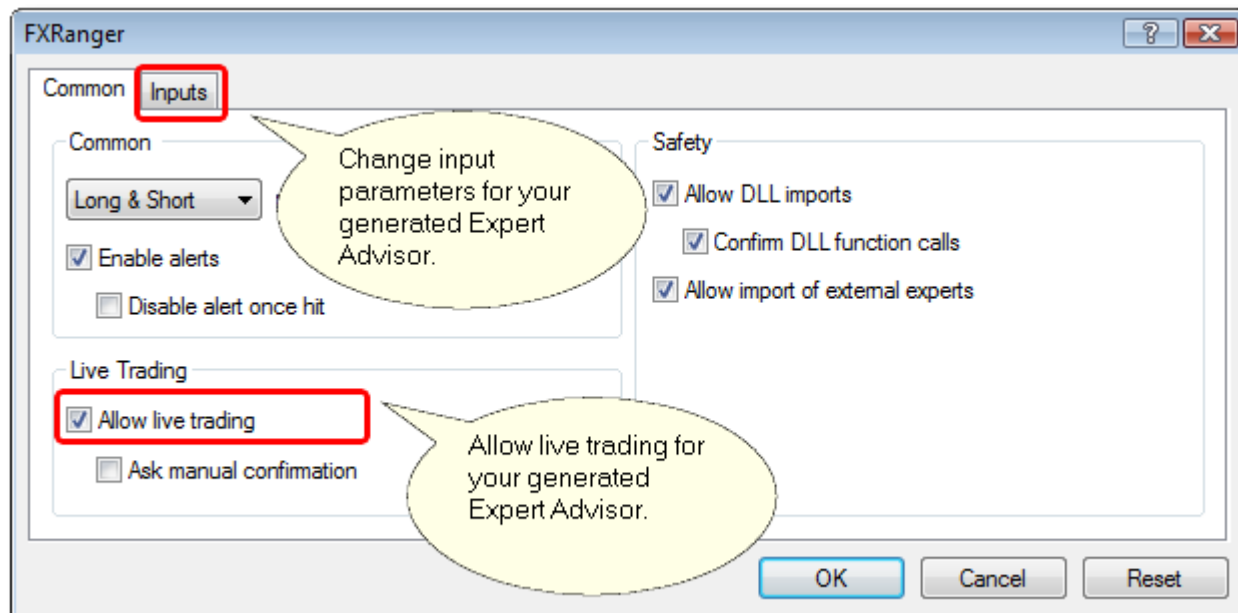 FXRanger
Common
Inputs
Common
Long & Short
Enable alerts
Disable alert once hit
Change input
parameters for your
generated Expert
Advisor.
Safety
Allow DLL imports
Confirm DLL function calls
Allow import of external experts
Live Trading
Allow live trading
Ask manual confirmation
Allow live trading for
your generated
Expert Advisor.
OK
Cancel
Reset